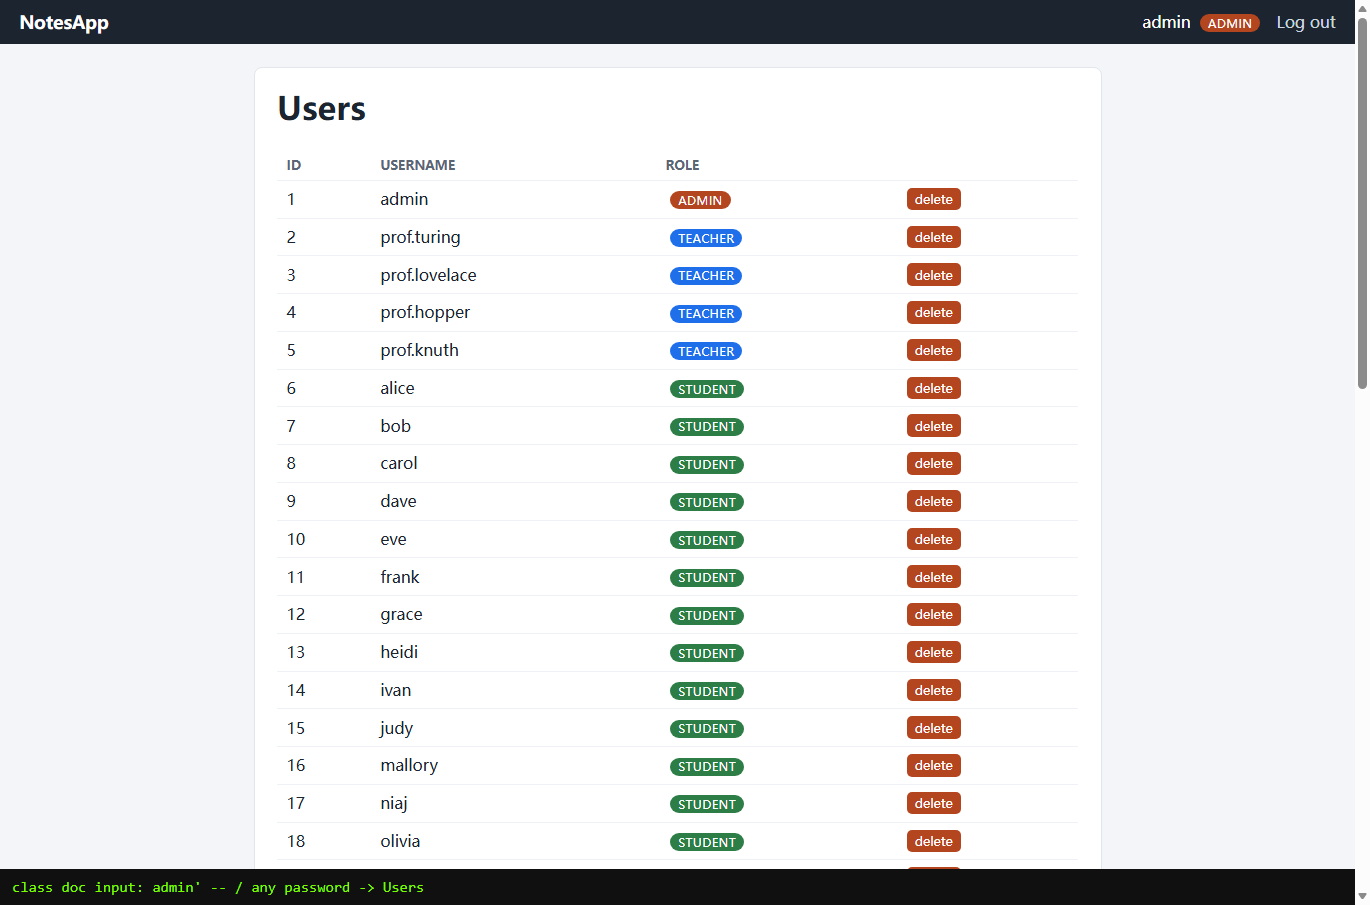 NotesApp
admin ADMIN Log out
Users
ID USERNAME ROLE
1 admin ADMIN delete
2 prof.turing TEACHER delete
3 prof.lovelace TEACHER delete
4 prof.hopper TEACHER delete
5 prof.knuth TEACHER delete
6 alice STUDENT delete
7 bob STUDENT delete
8 carol STUDENT delete
9 dave STUDENT delete
10 eve STUDENT delete
11 frank STUDENT delete
12 grace STUDENT delete
13 heidi STUDENT delete
14 ivan STUDENT delete
15 judy STUDENT delete
16 mallory STUDENT delete
17 niaj STUDENT delete
18 olivia STUDENT delete
class doc input: admin' -- / any password -> Users